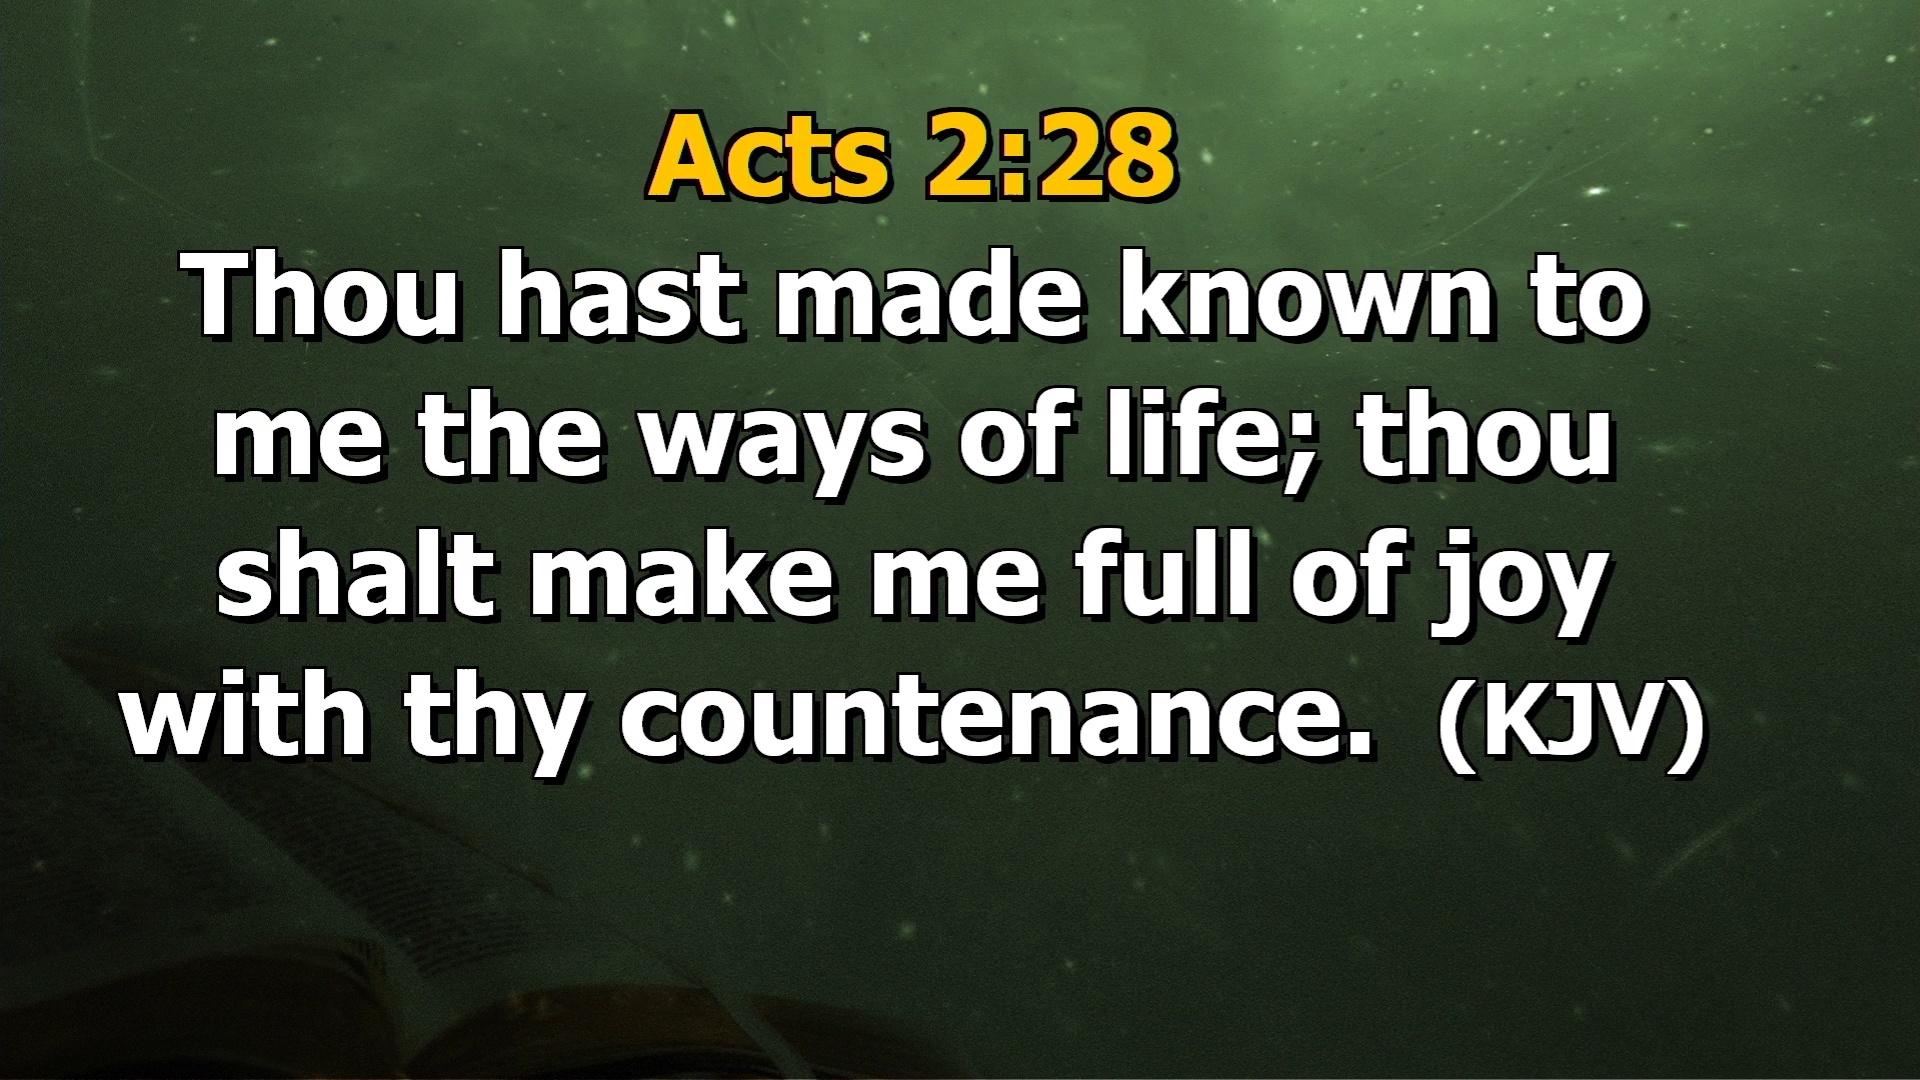 Acts 2:28
Thou hast made known to
me the ways of life; thou
shalt make me full of joy
with thy countenance.  (KJV)